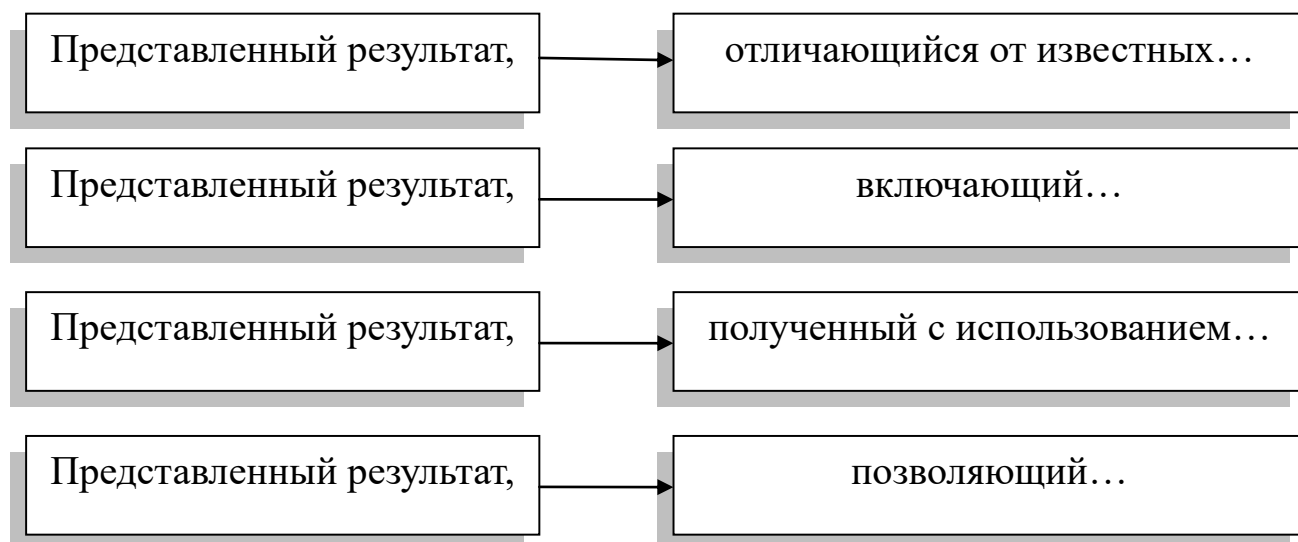 Представленный результат,
отличающийся от известных…
Представленный результат,
включающий…
Представленный результат,
полученный с использованием…
Представленный результат,
позволяющий…